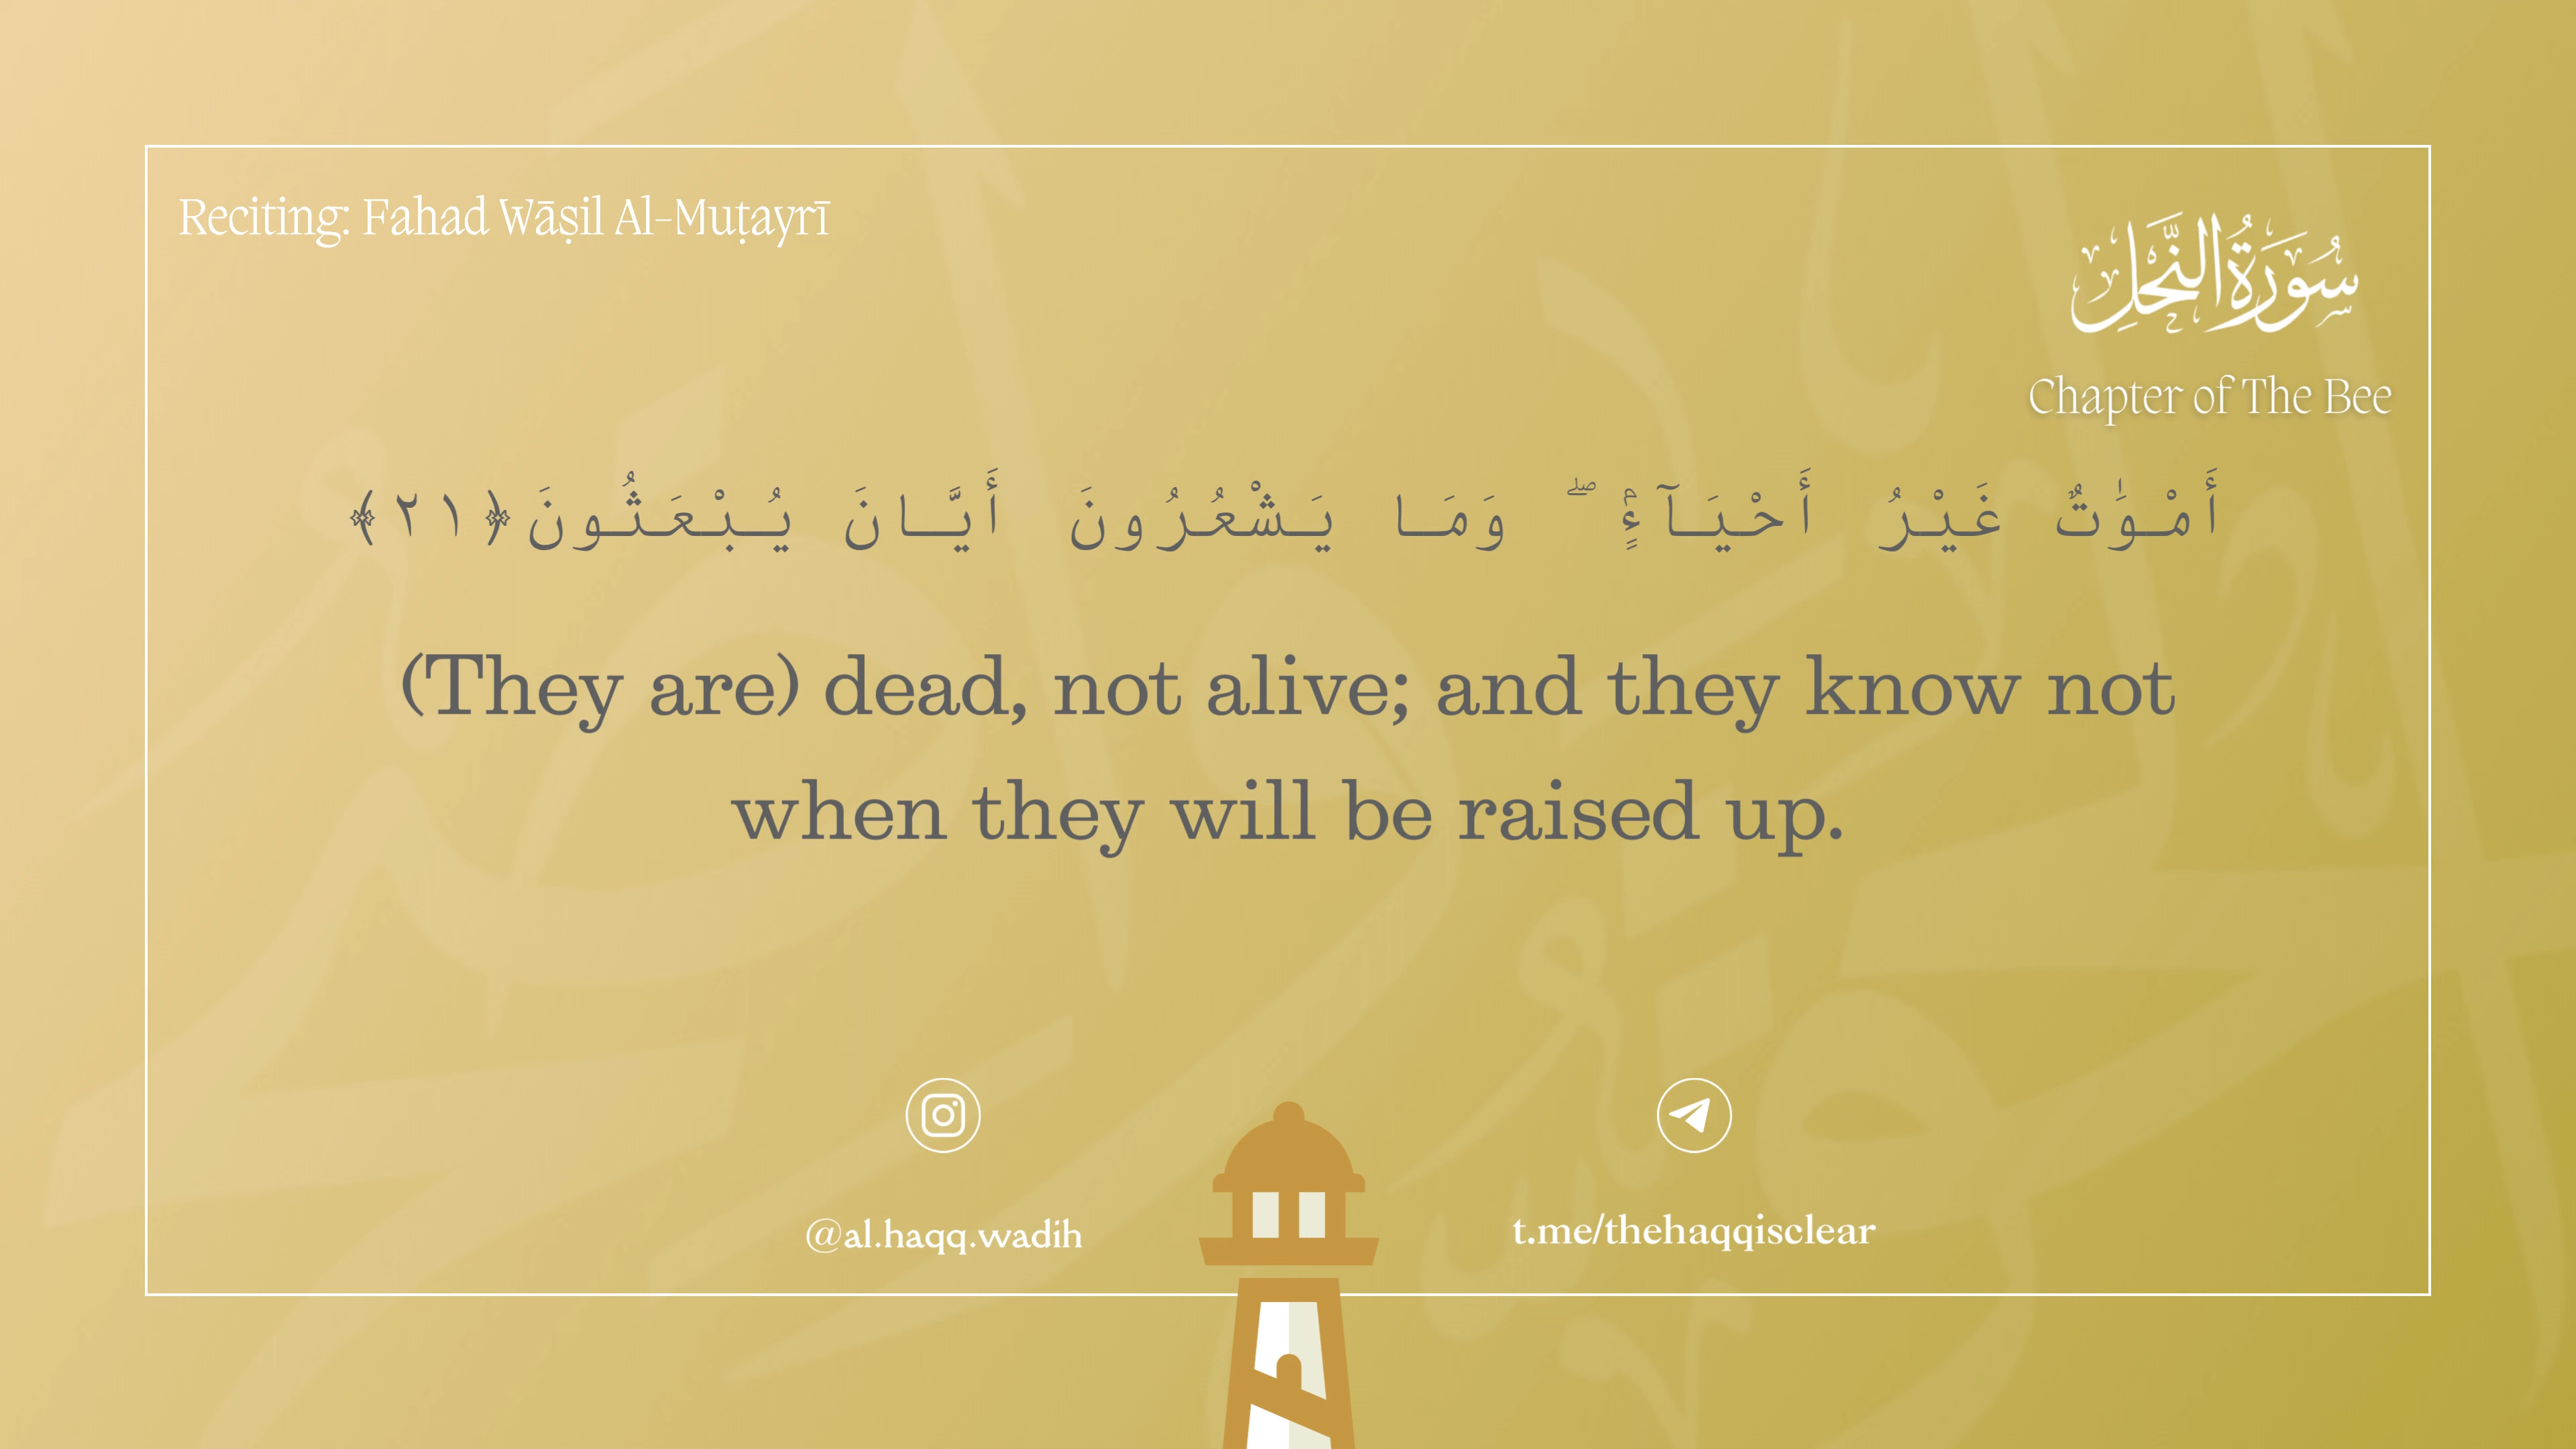 Reciting: Fahad Wāṣil Al-Muṭayrī
سُورَةُ النَّحْلِ
Chapter of The Bee
أَمْوَٰتٌ غَيْرُ أَحْيَآءٍۢ ۖ وَمَا يَشْعُرُونَ أَيَّانَ يُبْعَثُونَ ﴿٢١﴾
(They are) dead, not alive; and they know not
when they will be raised up.
@al.haqq.wadih
t.me/thehaqqisclear